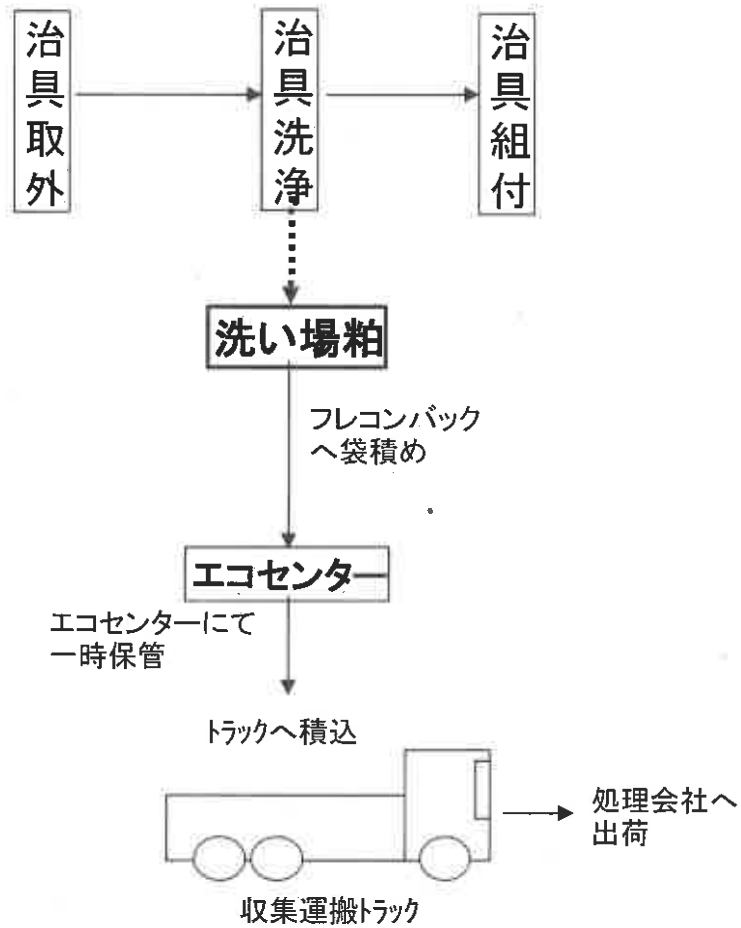 治具取外
治具洗浄
治具組付
洗い場粕
フレコンバック
へ袋積め
エコセンター
エコセンターにて
一時保管
トラックへ積込
処理会社へ
出荷
収集運搬トラック